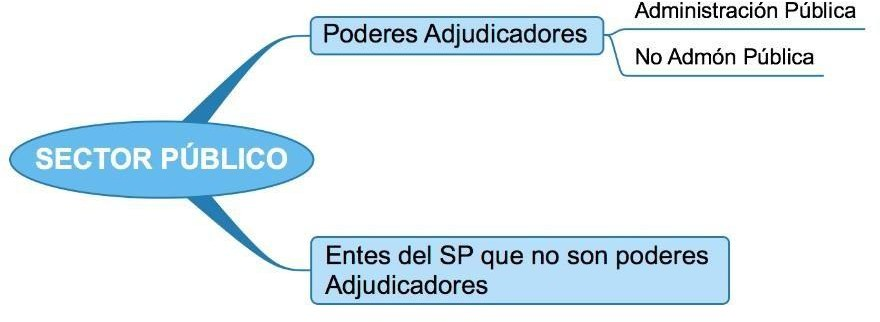 Administración Pública
Poderes Adjudicadores
No Admón Pública
SECTOR PÚBLICO
Entes del SP que no son poderes
Adjudicadores